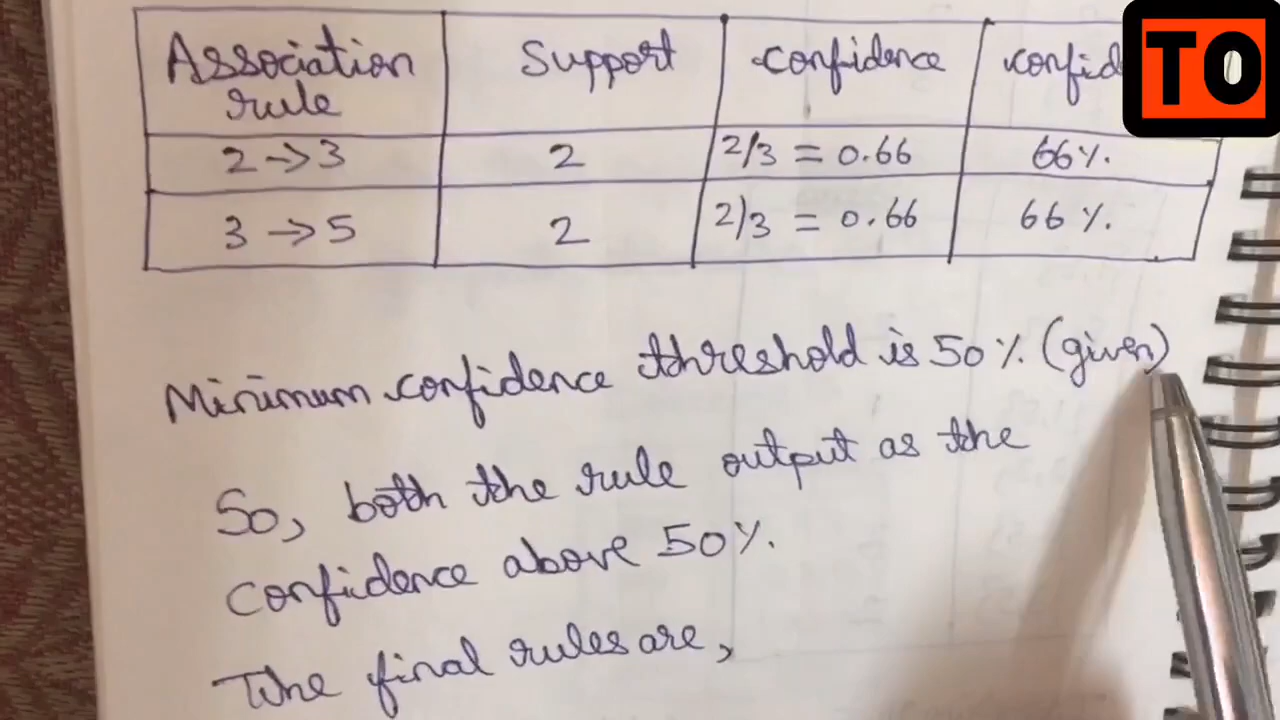 Association rule | Support | confidence | confid
2 → 3 | 2 | 2/3 = 0.66 | 66%.
3 → 5 | 2 | 2/3 = 0.66 | 66 %.
TO
Minimum confidence threshold is 50% (given)
So, both the rule output as the
confidence above 50%.
The final rules are,